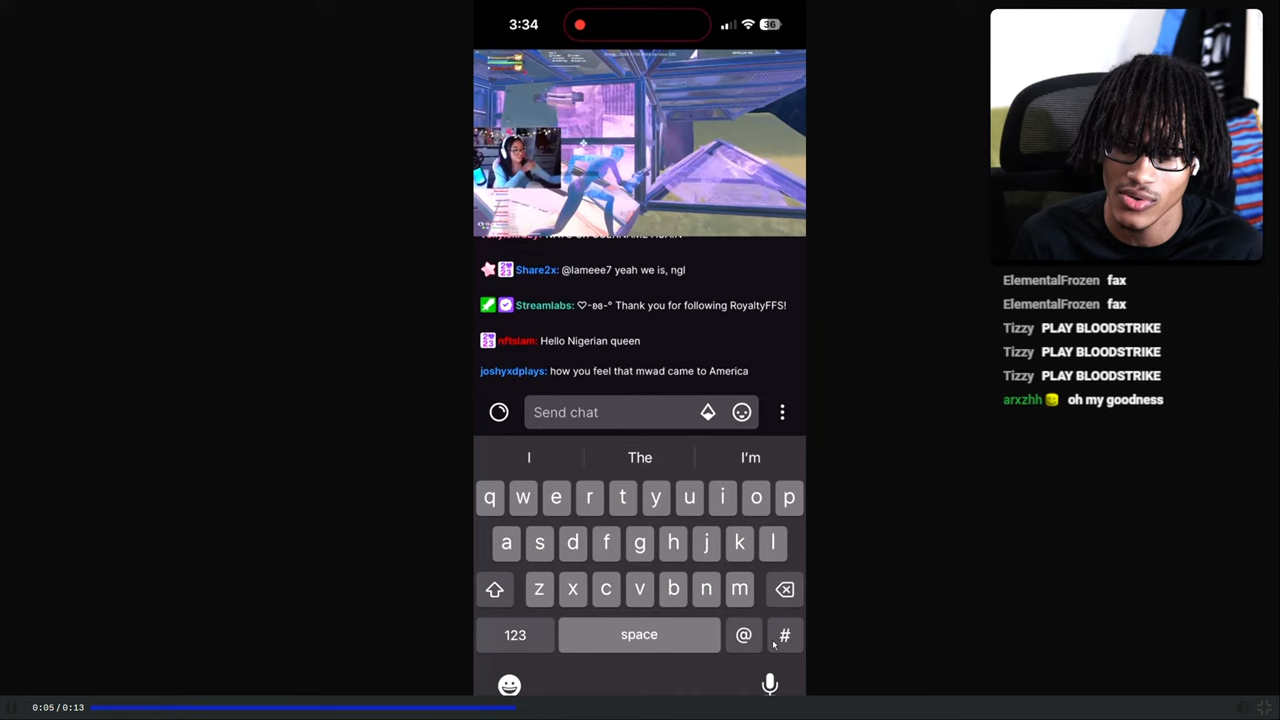 3:34
36
Share2x: @lameee7 yeah we is, ngl
Streamlabs: ♡-ʚɞ-° Thank you for following RoyaltyFFS!
nftslam: Hello Nigerian queen
joshyxdplays: how you feel that mwad came to America
Send chat
I The I'm
q w e r t y u i o p
a s d f g h j k l
z x c v b n m
123 space @ #
ElementalFrozen fax
ElementalFrozen fax
Tizzy PLAY BLOODSTRIKE
Tizzy PLAY BLOODSTRIKE
Tizzy PLAY BLOODSTRIKE
arxzhh oh my goodness
0:05 / 0:13